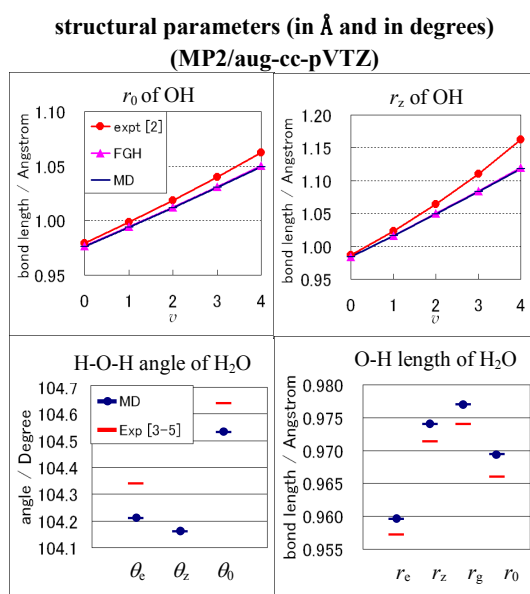 structural parameters (in Å and in degrees)
(MP2/aug-cc-pVTZ)
r0 of OH
bond length / Angstrom
1.10
1.05
1.00
0.95
expt [2]
FGH
MD
0 1 2 3 4
v
rz of OH
bond length / Angstrom
1.20
1.15
1.10
1.05
1.00
0.95
0 1 2 3 4
v
H-O-H angle of H2O
angle / Degree
104.7
104.6
104.5
104.4
104.3
104.2
104.1
MD
Exp [3-5]
θe θz θ0
O-H length of H2O
bond length / Angstrom
0.980
0.975
0.970
0.965
0.960
0.955
re rz rg r0